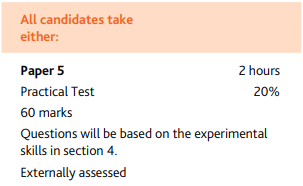 All candidates take
either:
Paper 5 2 hours
Practical Test 20%
60 marks
Questions will be based on the experimental
skills in section 4.
Externally assessed